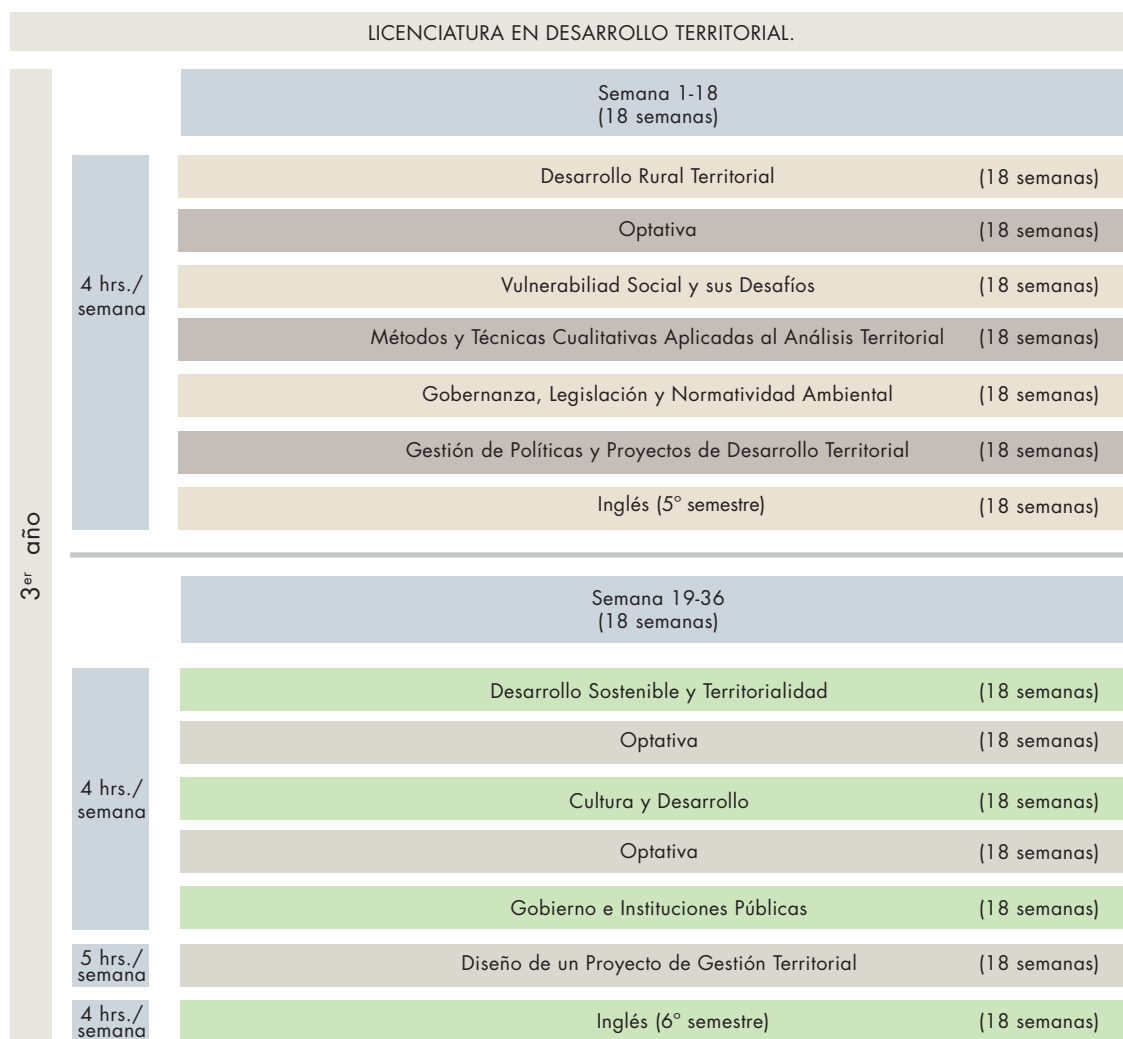 LICENCIATURA EN DESARROLLO TERRITORIAL.
3er año
Semana 1-18
(18 semanas)
4 hrs./
semana
Desarrollo Rural Territorial (18 semanas)
Optativa (18 semanas)
Vulnerabiliad Social y sus Desafíos (18 semanas)
Métodos y Técnicas Cualitativas Aplicadas al Análisis Territorial (18 semanas)
Gobernanza, Legislación y Normatividad Ambiental (18 semanas)
Gestión de Políticas y Proyectos de Desarrollo Territorial (18 semanas)
Inglés (5º semestre) (18 semanas)
Semana 19-36
(18 semanas)
4 hrs./
semana
Desarrollo Sostenible y Territorialidad (18 semanas)
Optativa (18 semanas)
Cultura y Desarrollo (18 semanas)
Optativa (18 semanas)
Gobierno e Instituciones Públicas (18 semanas)
5 hrs./
semana
Diseño de un Proyecto de Gestión Territorial (18 semanas)
4 hrs./
semana
Inglés (6º semestre) (18 semanas)